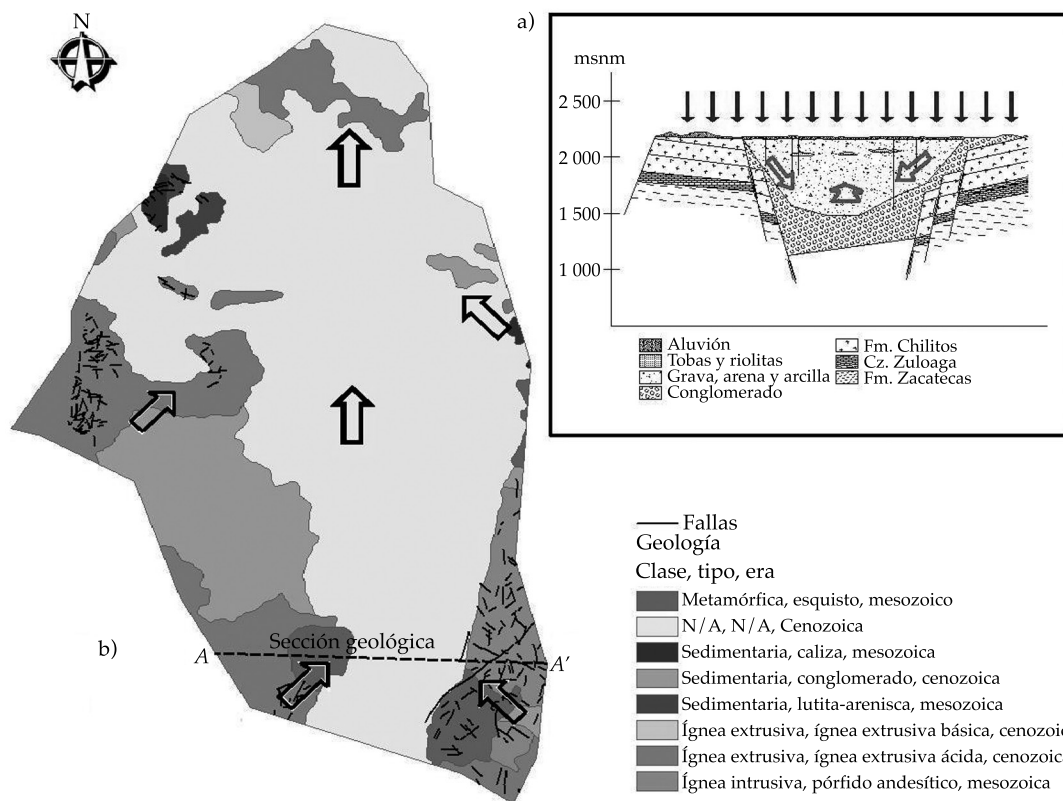 N
a)
msnm
2 500
2 000
1 500
1 000
Aluvión
Tobas y riolitas
Grava, arena y arcilla
Conglomerado
Fm. Chilitos
Cz. Zuloaga
Fm. Zacatecas
b)
A
Sección geológica
A'
Fallas
Geología
Clase, tipo, era
Metamórfica, esquisto, mesozoico
N/A, N/A, Cenozoica
Sedimentaria, caliza, mesozoica
Sedimentaria, conglomerado, cenozoica
Sedimentaria, lutita-arenisca, mesozoica
Ígnea extrusiva, ígnea extrusiva básica, cenozoic
Ígnea extrusiva, ígnea extrusiva ácida, cenozoica
Ígnea intrusiva, pórfido andesítico, mesozoica